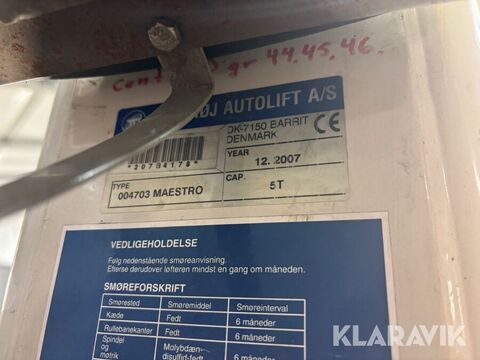 gr 44.45.46.
AUTOLIFT A/S
DK-7150 BARRIT
DENMARK
CE
*20784178*
YEAR
12.2007
TYPE
004703 MAESTRO
CAP.
5T
VEDLIGEHOLDELSE
Følg nedenstående smøreanvisning.
Efterse derudover lifteren mindst en gang om måneden.
SMØREFORSKRIFT
Smørested Smøremiddel Smøreinterval
Kæde Fedt 6 måneder
Rullebanekanter Fedt 6 måneder
Spindel Molybdæn- 6 måneder
og disulfid-fedt
møtrik
KLARAVIK